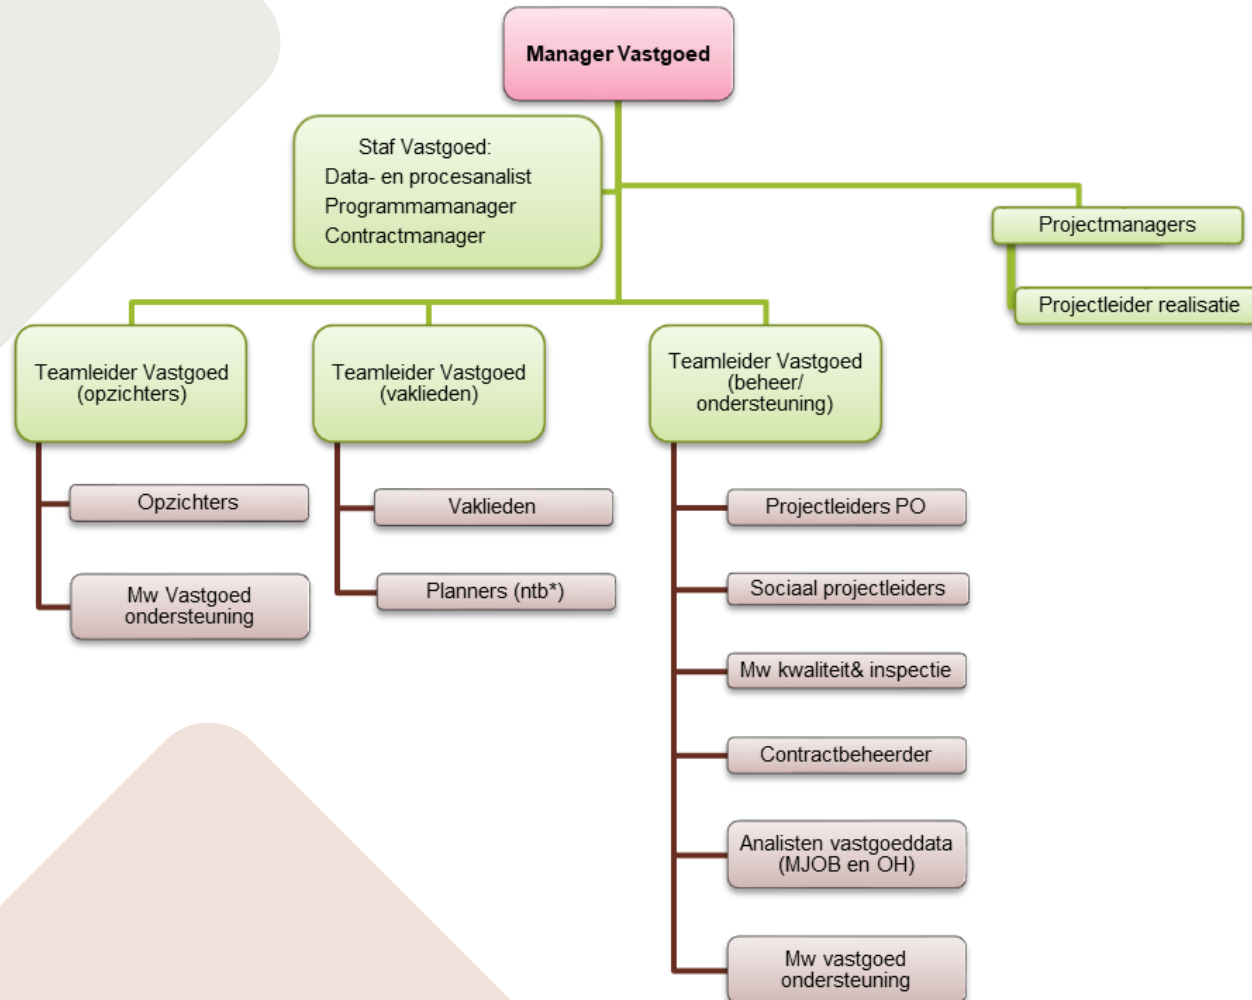 Manager Vastgoed
Staf Vastgoed:
Data- en procesanalist
Programmamanager
Contractmanager
Projectmanagers
Projectleider realisatie
Teamleider Vastgoed
(opzichters)
Opzichters
Mw Vastgoed
ondersteuning
Teamleider Vastgoed
(vaklieden)
Vaklieden
Planners (ntb*)
Teamleider Vastgoed
(beheer/
ondersteuning)
Projectleiders PO
Sociaal projectleiders
Mw kwaliteit& inspectie
Contractbeheerder
Analisten vastgoeddata
(MJOB en OH)
Mw vastgoed
ondersteuning